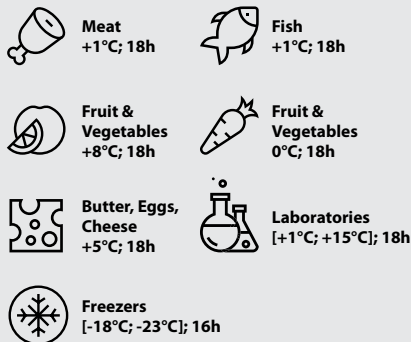 Meat
+1°C; 18h
Fish
+1°C; 18h
Fruit &
Vegetables
+8°C; 18h
Fruit &
Vegetables
0°C; 18h
Butter, Eggs,
Cheese
+5°C; 18h
Laboratories
[+1°C; +15°C]; 18h
Freezers
[-18°C; -23°C]; 16h